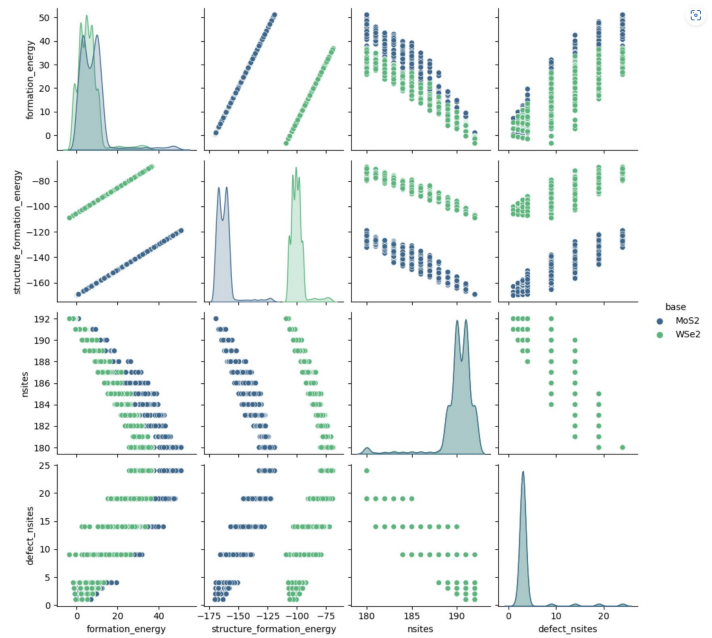 formation_energy
50
40
30
20
10
0
structure_formation_energy
−80
−100
−120
−140
−160
nsites
192
190
188
186
184
182
180
defect_nsites
25
20
15
10
5
0
0 20 40
formation_energy
−175 −150 −125 −100 −75
structure_formation_energy
180 185 190
nsites
0 10 20
defect_nsites
base
MoS2
WSe2